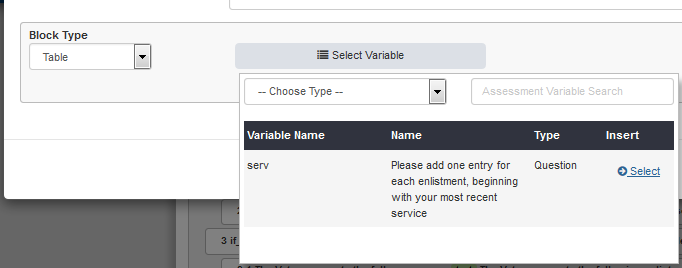 Block Type
Table
Select Variable
-- Choose Type --
Assessment Variable Search
Variable Name Name Type Insert
serv Please add one entry for Question Select
each enlistment, beginning
with your most recent
service
3 if_